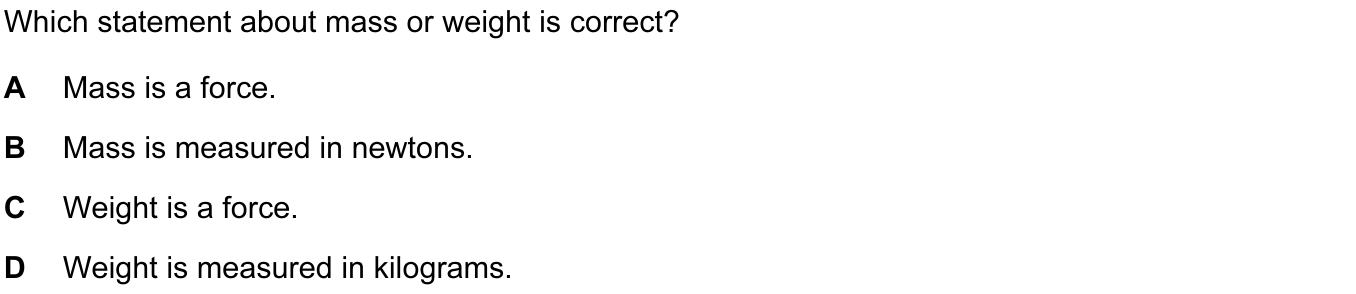 Which statement about mass or weight is correct?
A Mass is a force.
B Mass is measured in newtons.
C Weight is a force.
D Weight is measured in kilograms.